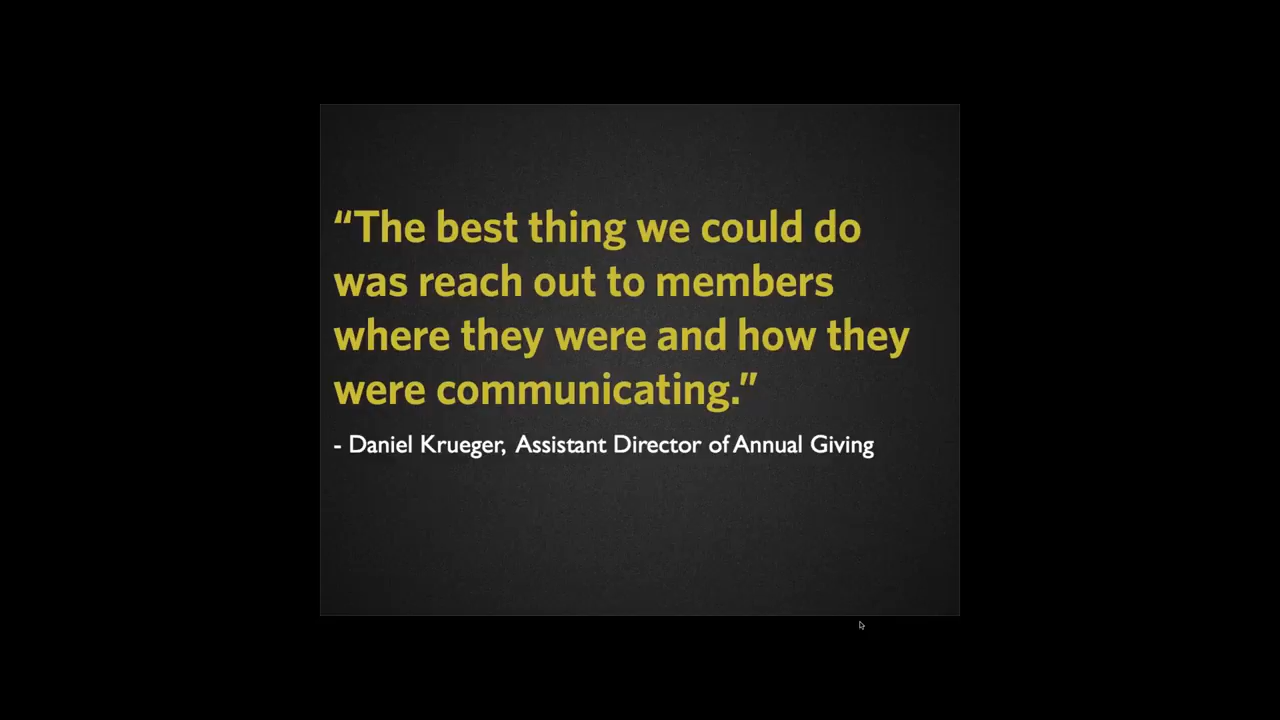 “The best thing we could do
was reach out to members
where they were and how they
were communicating.”
- Daniel Krueger, Assistant Director of Annual Giving